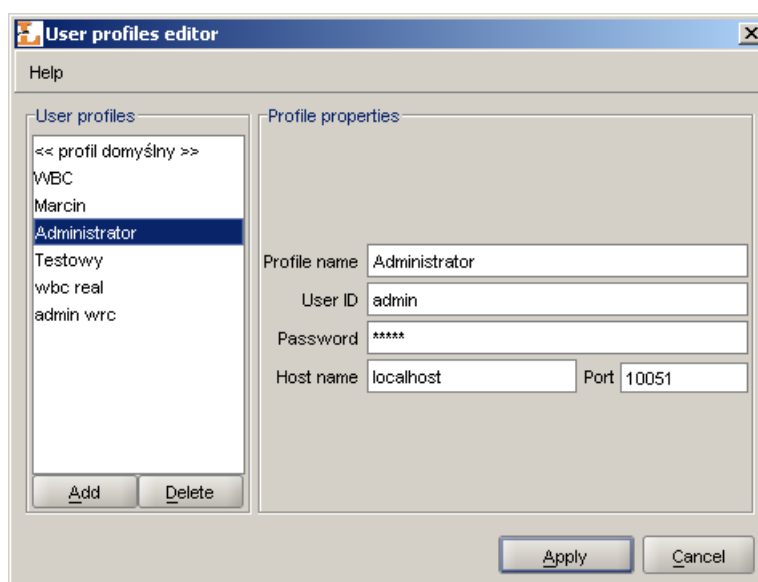 User profiles editor
Help
User profiles
<< profil domyślny >>
WBC
Marcin
Administrator
Testowy
wbc real
admin wrc
Add Delete
Profile properties
Profile name Administrator
User ID admin
Password *****
Host name localhost Port 10051
Apply Cancel